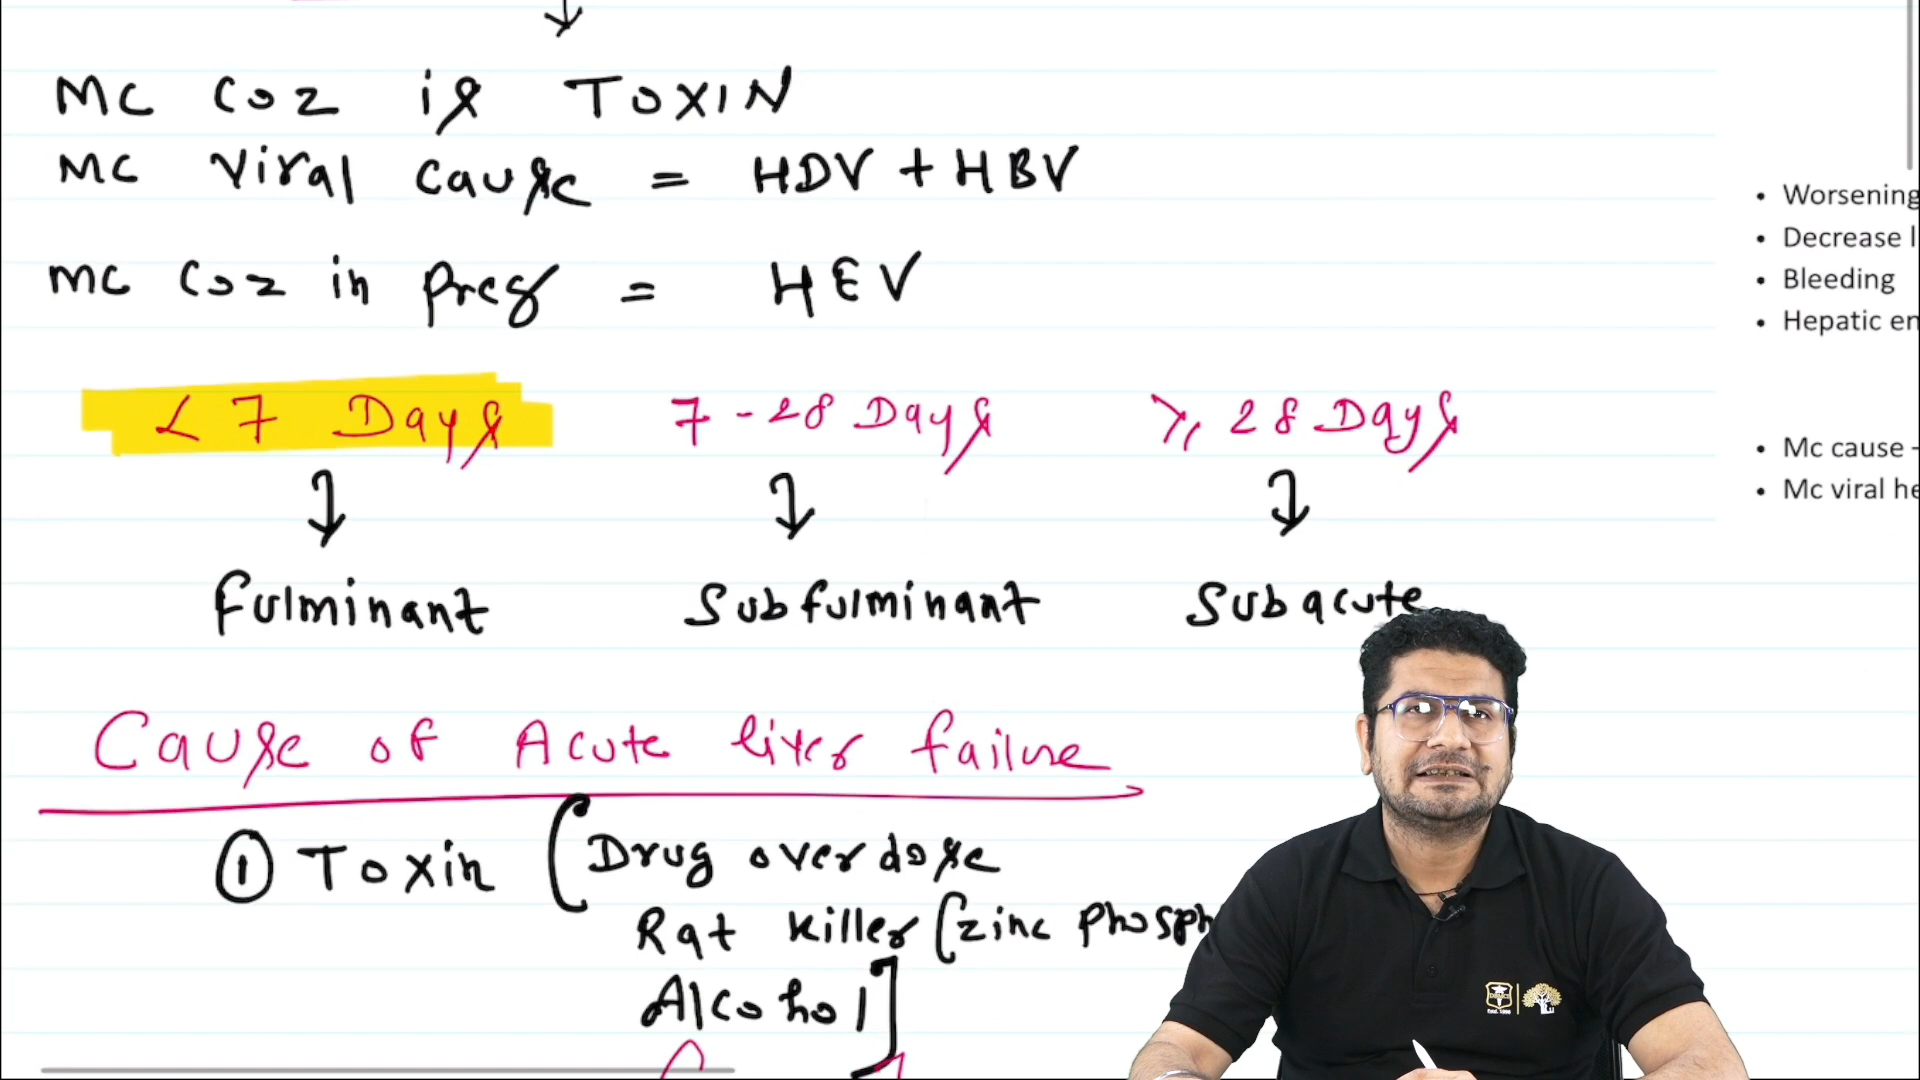 MC Coz is TOXIN
MC Viral Cause = HDV + HBV
MC Coz in Preg = HEV
< 7 Days 7-28 Days ≥ 28 Days
↓ ↓ ↓
Fulminant Subfulminant Subacute
Cause of Acute liver failure
① Toxin [Drug overdose
Rat Killer (zinc phosph
Alcohol]
• Worsening
• Decrease l
• Bleeding
• Hepatic en
• Mc cause -
• Mc viral he